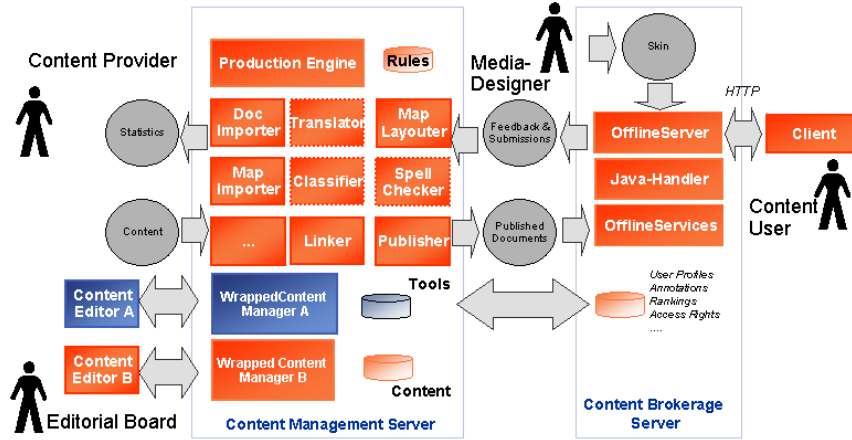 Content Provider
Statistics
Content
Content
Editor A
Content
Editor B
Editorial Board
Production Engine
Rules
Doc
Importer
Translator
Map
Layouter
Map
Importer
Classifier
Spell
Checker
...
Linker
Publisher
WrappedContent
Manager A
Tools
Wrapped Content
Manager B
Content
Content Management Server
Media-
Designer
Feedback &
Submissions
Published
Documents
Skin
OfflineServer
Java-Handler
OfflineServices
User Profiles
Annotations
Rankings
Access Rights
....
Content Brokerage
Server
HTTP
Client
Content
User